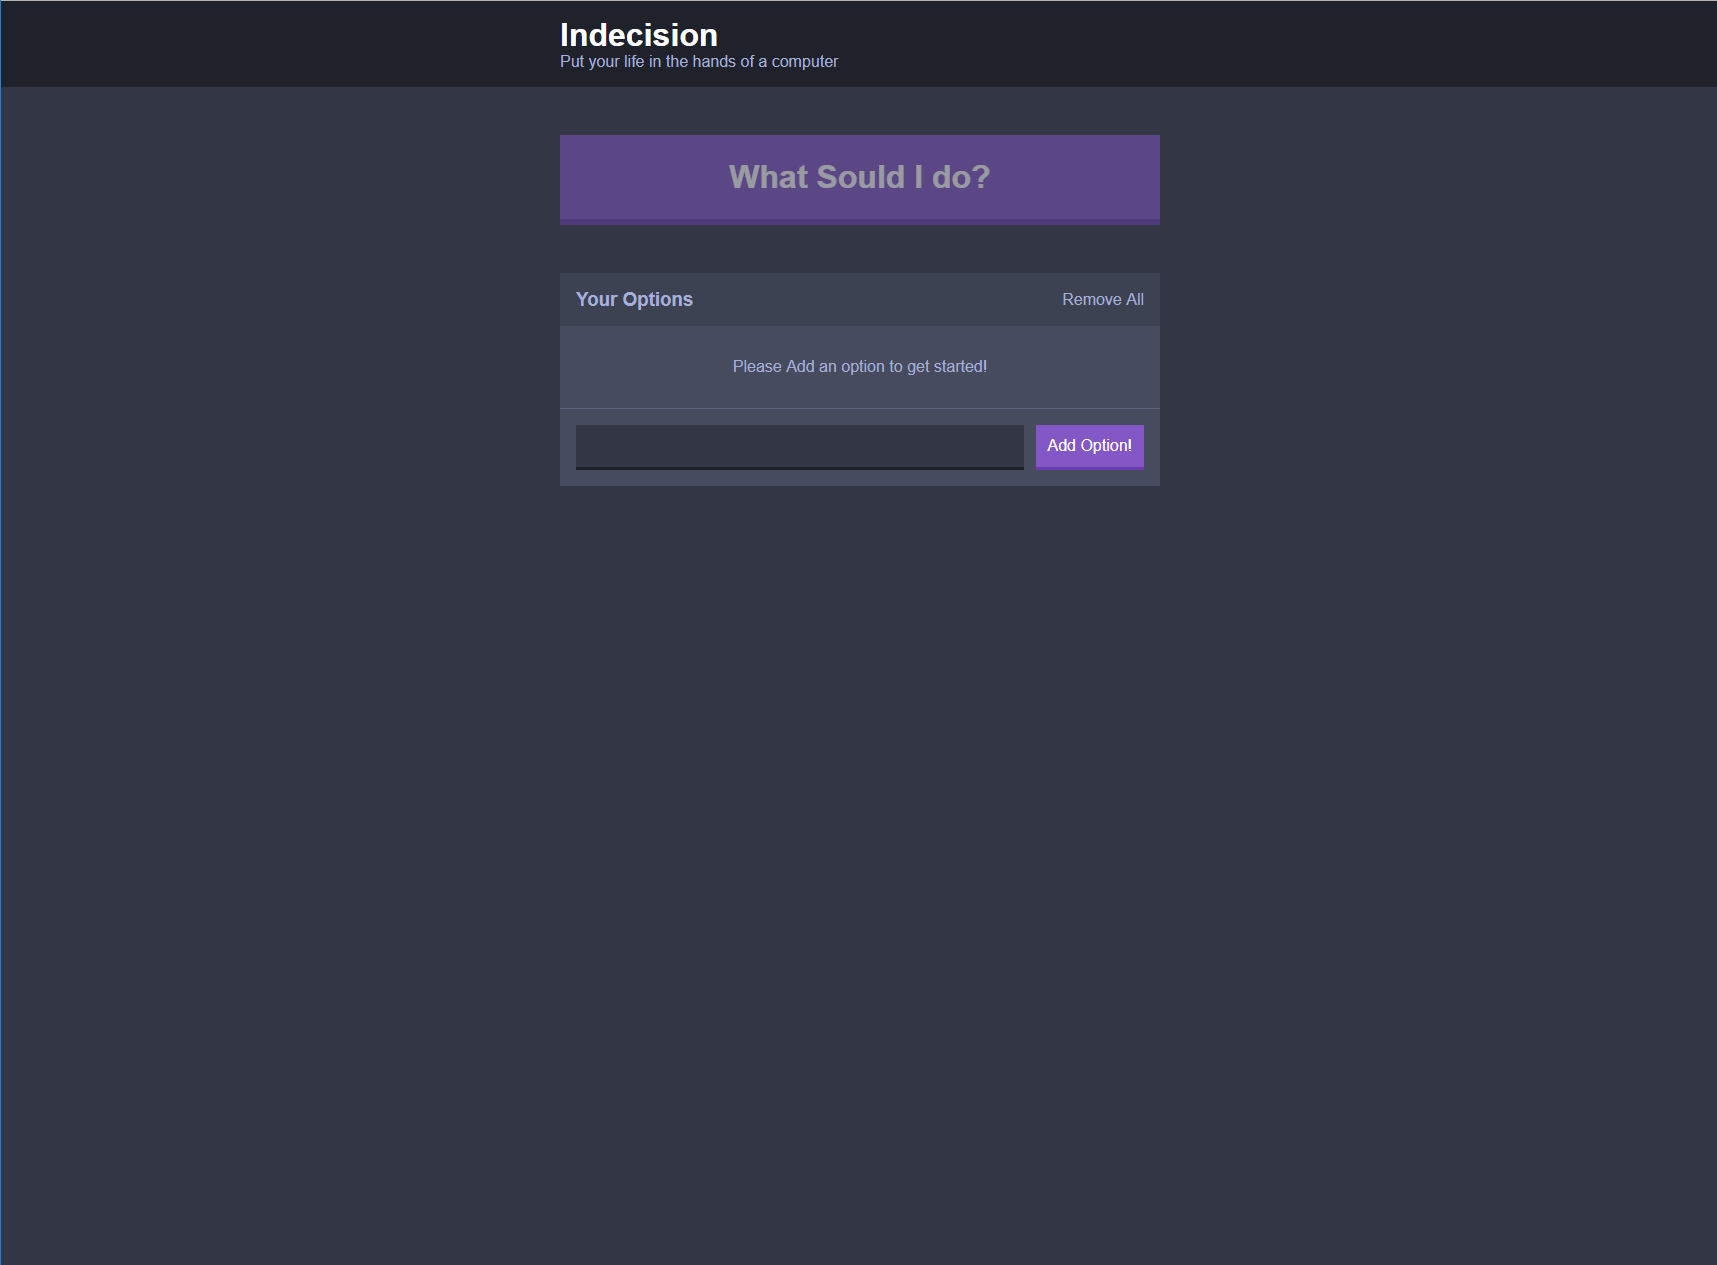 Indecision
Put your life in the hands of a computer
What Sould I do?
Your Options
Remove All
Please Add an option to get started!
Add Option!